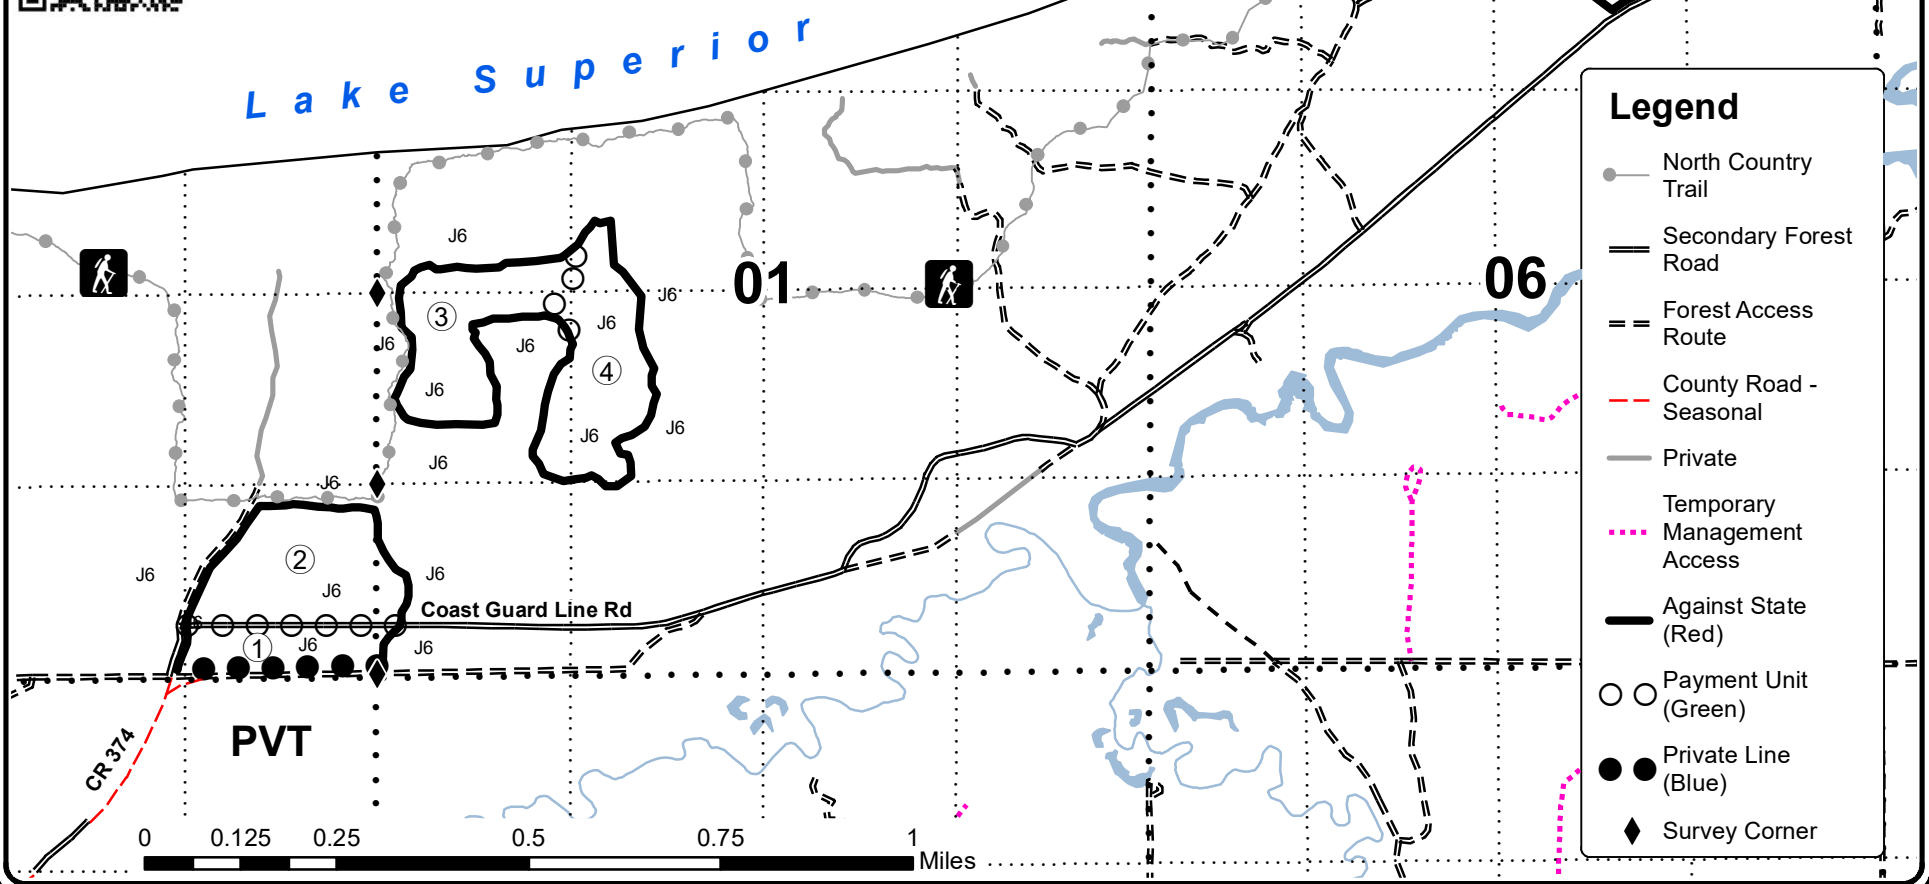 Lake Superior
01
06
J6
J6
3
J6
J6
J6
4
J6
J6
J6
J6
J6
2
J6
J6
J6
Coast Guard Line Rd
1
J6
J6
PVT
CR 374
0 0.125 0.25 0.5 0.75 1
Miles
Legend
North Country
Trail
Secondary Forest
Road
Forest Access
Route
County Road -
Seasonal
Private
Temporary
Management
Access
Against State
(Red)
Payment Unit
(Green)
Private Line
(Blue)
Survey Corner